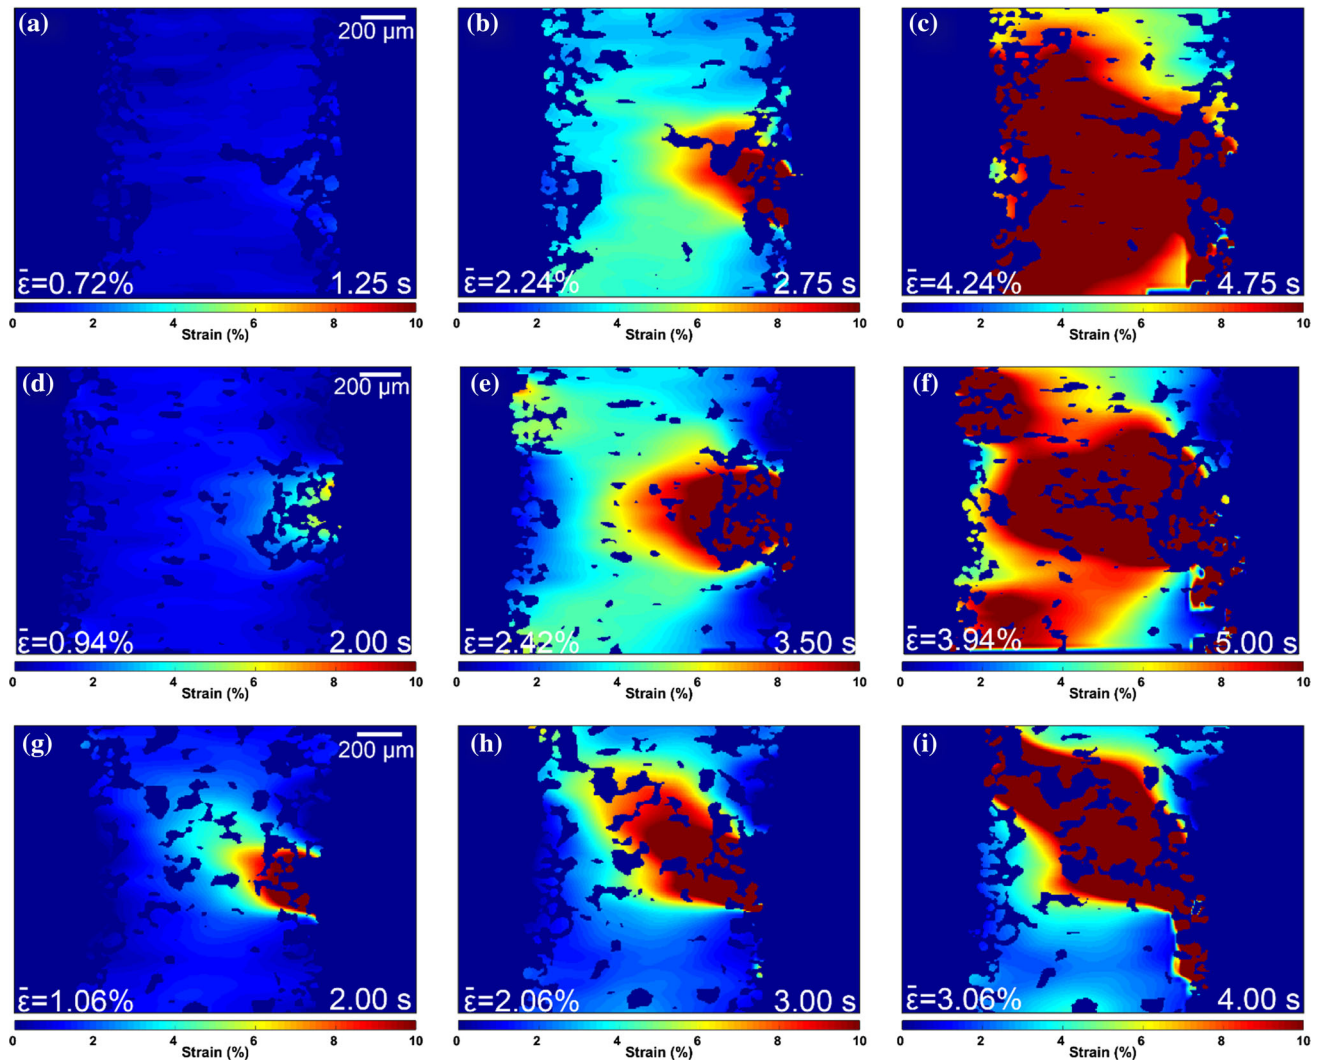 (a)
200 µm
(b)
(c)
ε̄=0.72%
1.25 s
ε̄=2.24%
2.75 s
ε̄=4.24%
4.75 s
0 2 4 6 8 10
0 2 4 6 8 10
0 2 4 6 8 10
Strain (%)
Strain (%)
Strain (%)
(d)
200 µm
(e)
(f)
ε̄=0.94%
2.00 s
ε̄=2.42%
3.50 s
ε̄=3.94%
5.00 s
0 2 4 6 8 10
0 2 4 6 8 10
0 2 4 6 8 10
Strain (%)
Strain (%)
Strain (%)
(g)
200 µm
(h)
(i)
ε̄=1.06%
2.00 s
ε̄=2.06%
3.00 s
ε̄=3.06%
4.00 s
0 2 4 6 8 10
0 2 4 6 8 10
0 2 4 6 8 10
Strain (%)
Strain (%)
Strain (%)